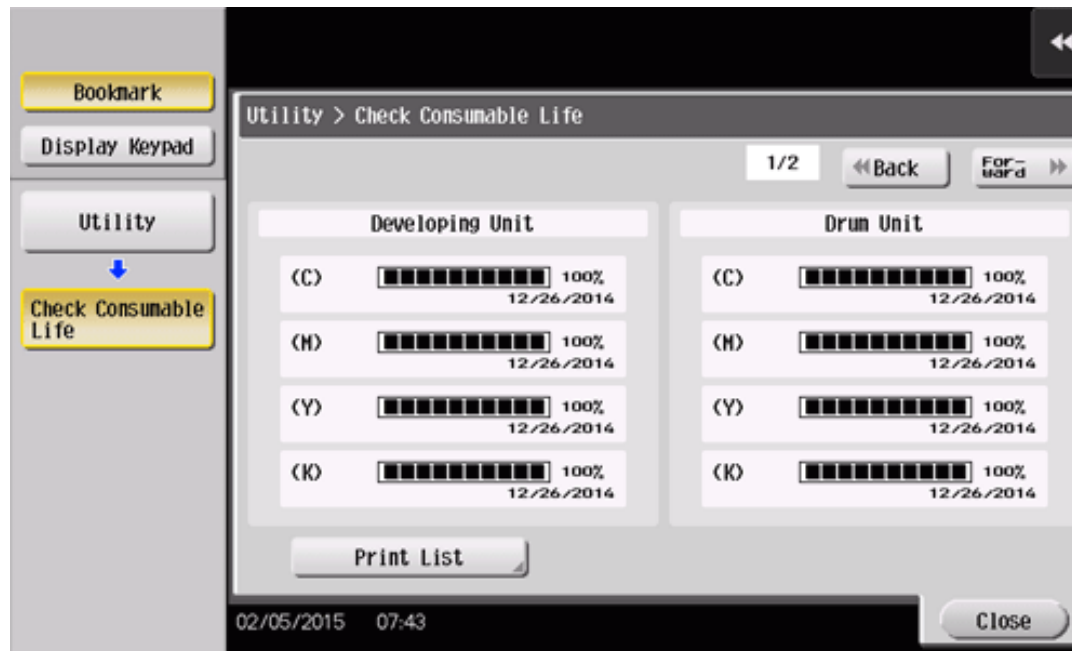 Bookmark
Display Keypad
Utility
Check Consumable
Life
Utility > Check Consumable Life
1/2
Back
For-
ward
Developing Unit
(C) 100%
12/26/2014
(M) 100%
12/26/2014
(Y) 100%
12/26/2014
(K) 100%
12/26/2014
Drum Unit
(C) 100%
12/26/2014
(M) 100%
12/26/2014
(Y) 100%
12/26/2014
(K) 100%
12/26/2014
Print List
02/05/2015 07:43
Close